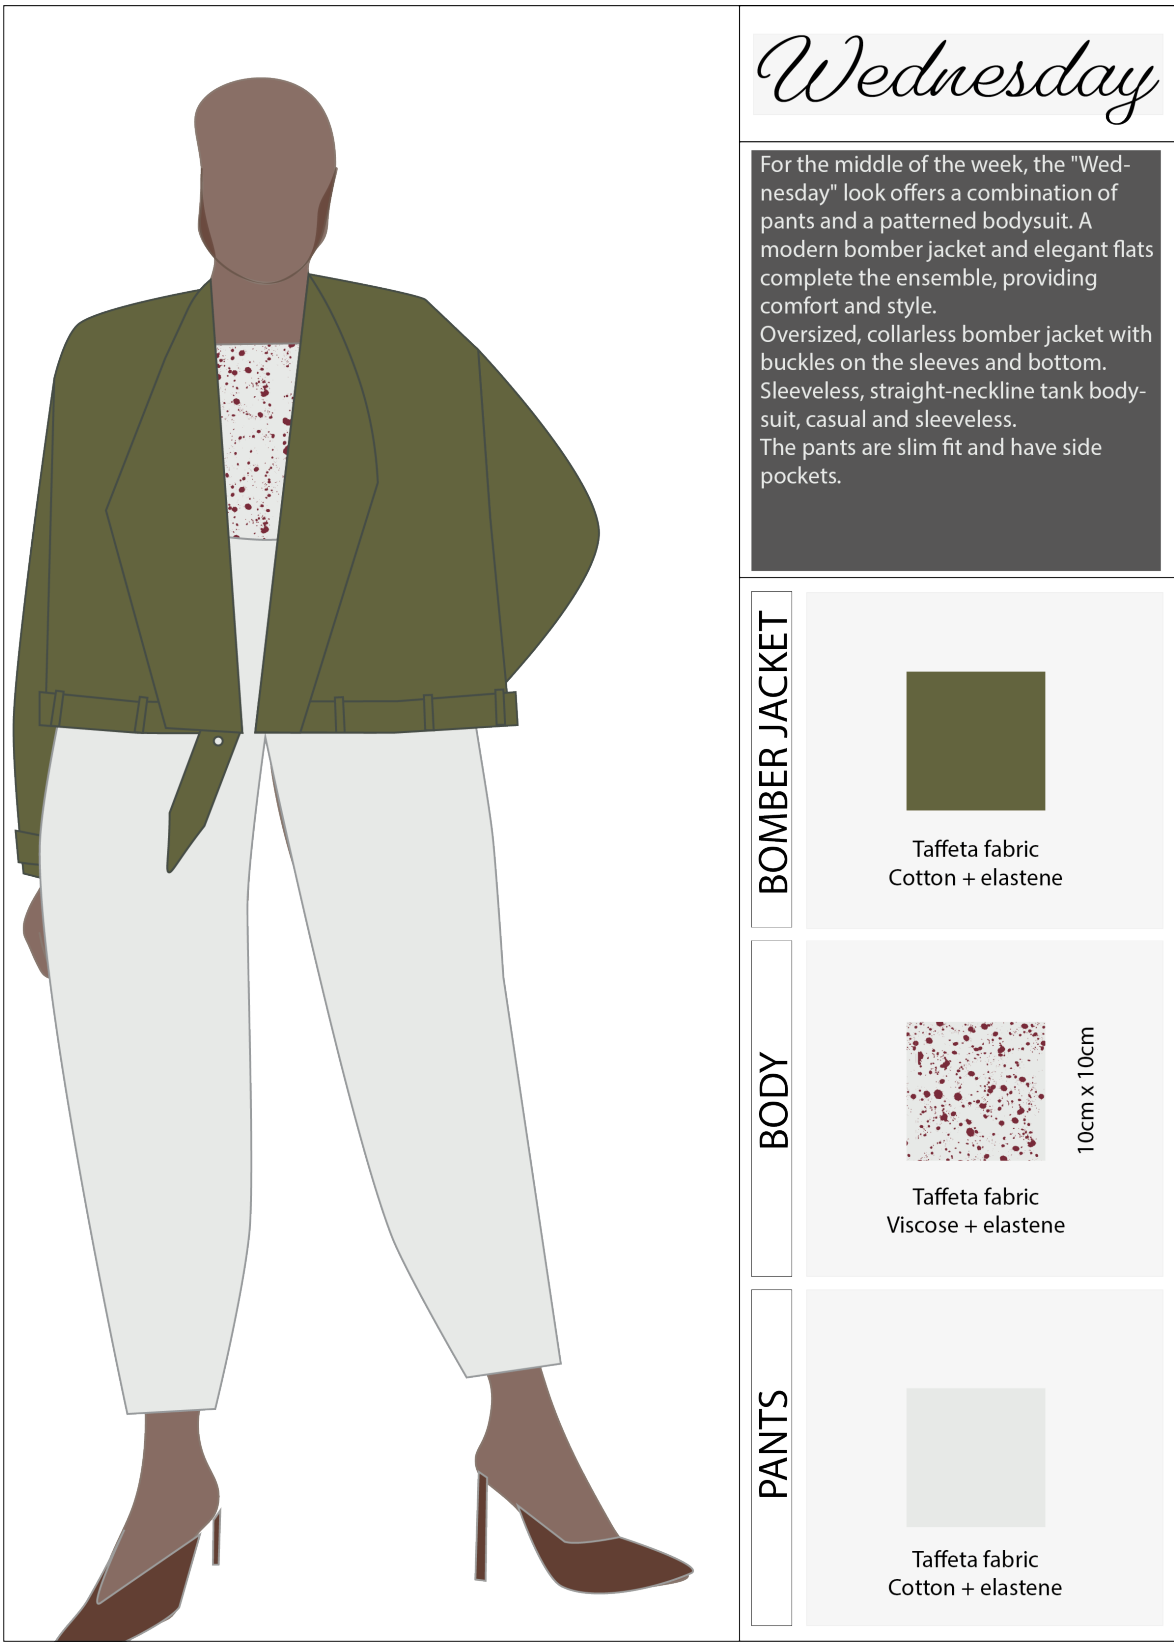 Wednesday
For the middle of the week, the "Wed-
nesday" look offers a combination of
pants and a patterned bodysuit. A
modern bomber jacket and elegant flats
complete the ensemble, providing
comfort and style.
Oversized, collarless bomber jacket with
buckles on the sleeves and bottom.
Sleeveless, straight-neckline tank body-
suit, casual and sleeveless.
The pants are slim fit and have side
pockets.
BOMBER JACKET
Taffeta fabric
Cotton + elastene
BODY
10cm x 10cm
Taffeta fabric
Viscose + elastene
PANTS
Taffeta fabric
Cotton + elastene